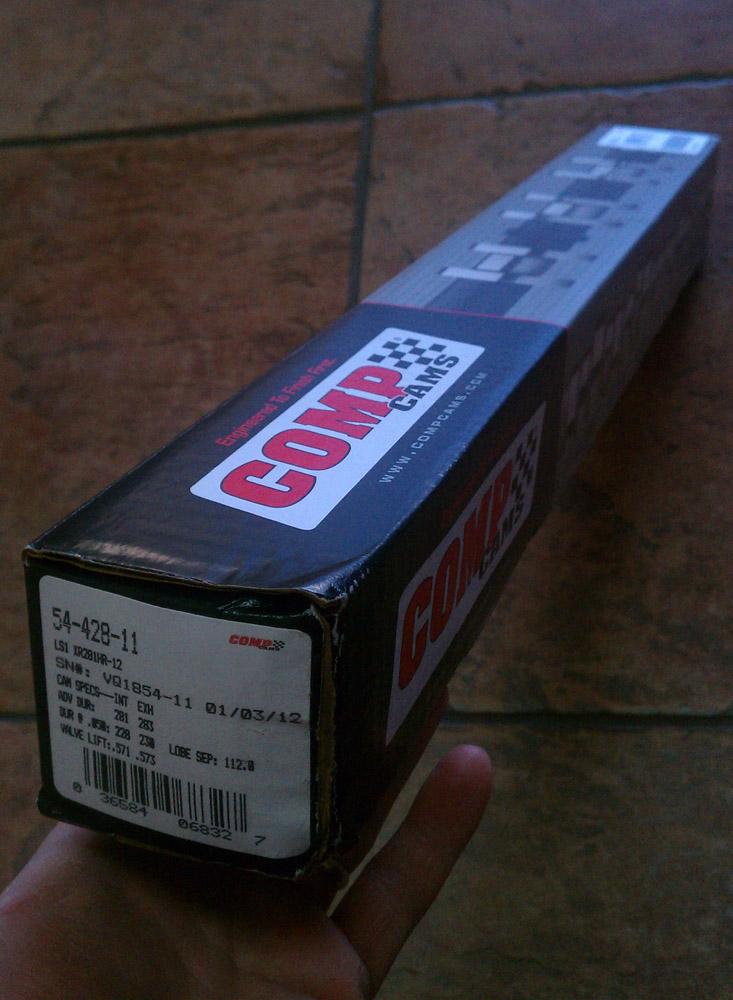 Engineered To Finish First.
COMP
CAMS
WWW.COMPCAMS.COM
COMP
CAMS
54-428-11
COMP
CAMS
LS1 XR281HR-12
SN#: VQ1854-11 01/03/12
CAM SPECS--INT EXH
ADV DUR: 281 283
DUR @ .050: 228 230
VALVE LIFT:.571 .573 LOBE SEP: 112.0
0 36584 06832 7